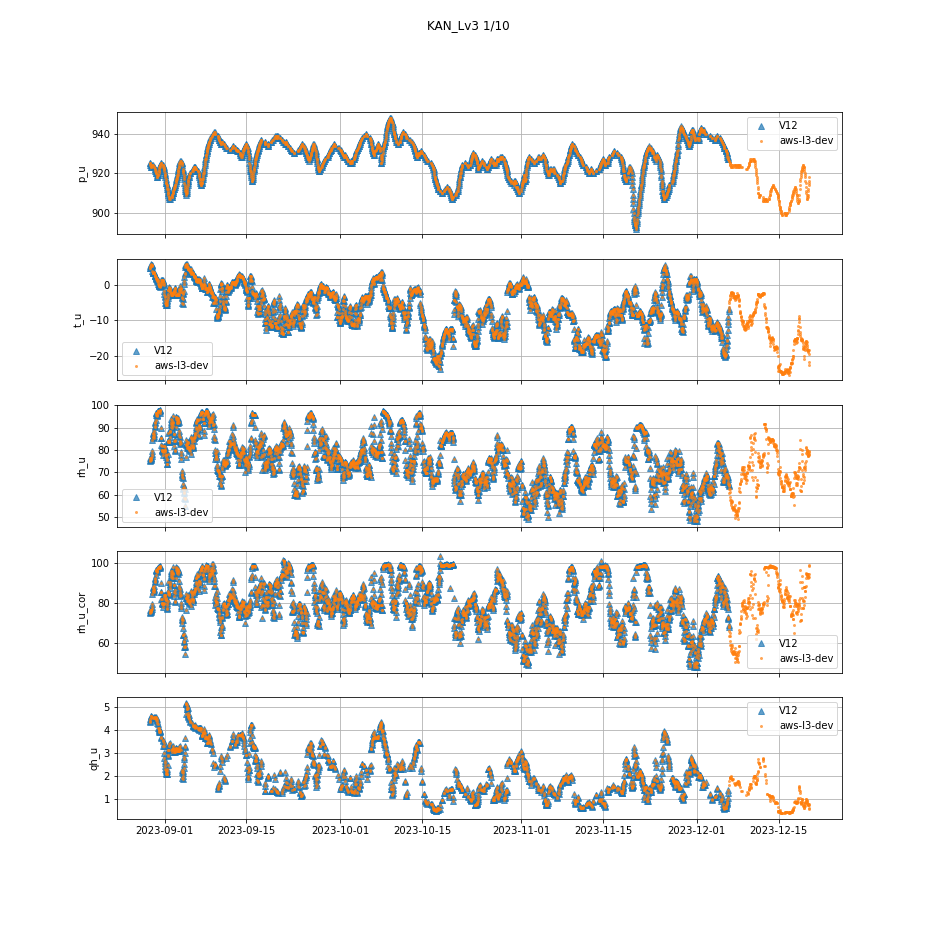 KAN_Lv3 1/10
940
920
900
p_u
V12
aws-l3-dev
0
−10
−20
t_u
V12
aws-l3-dev
100
90
80
70
60
50
rh_u
V12
aws-l3-dev
100
80
60
rh_u_cor
V12
aws-l3-dev
5
4
3
2
1
qh_u
V12
aws-l3-dev
2023-09-01 2023-09-15 2023-10-01 2023-10-15 2023-11-01 2023-11-15 2023-12-01 2023-12-15